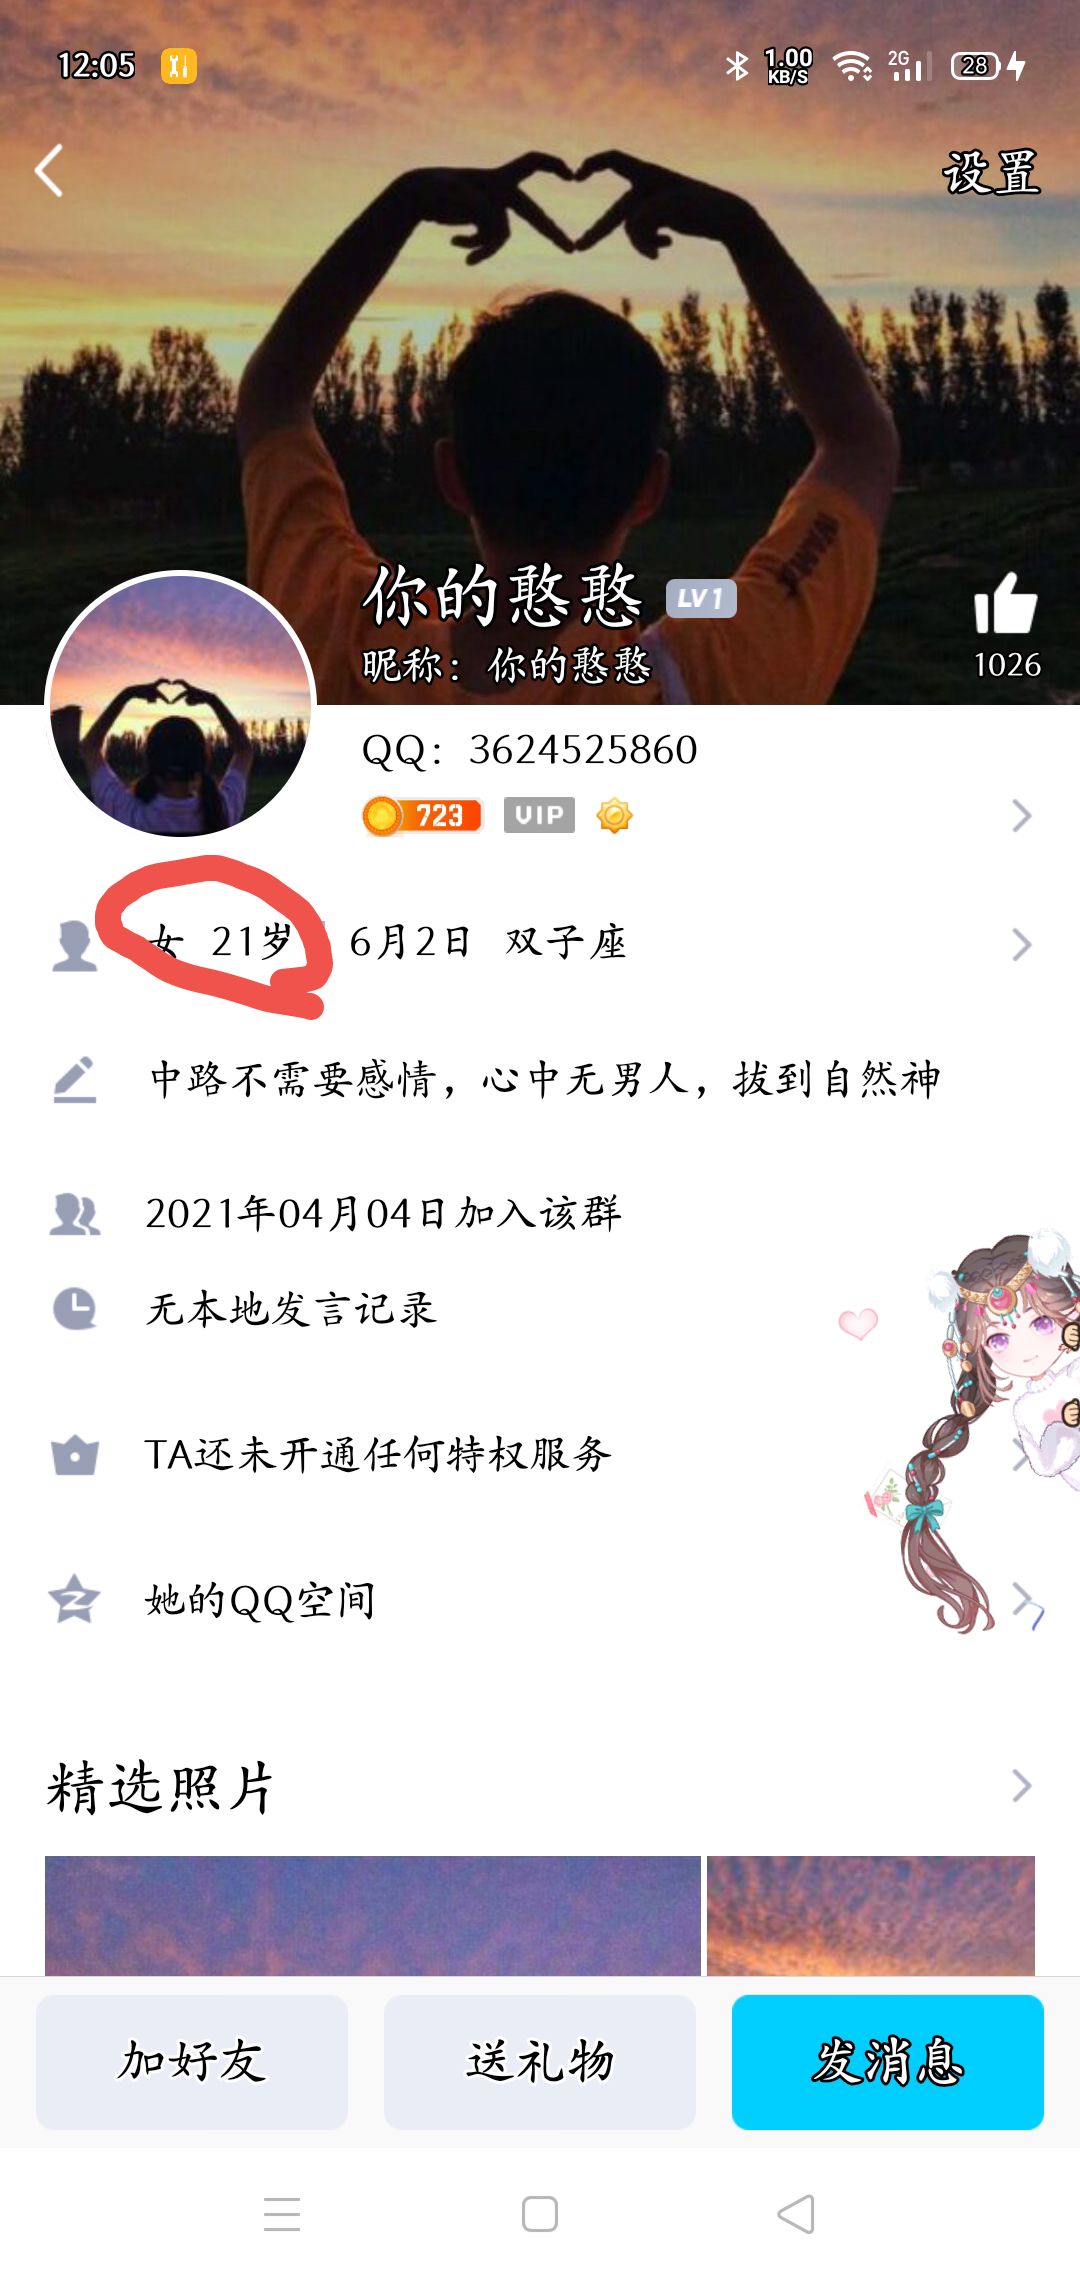 12:05
1.00
KB/S
2G
28
设置
你的憨憨 LV1
昵称：你的憨憨
1026
QQ：3624525860
723 VIP
女 21岁 6月2日 双子座
中路不需要感情，心中无男人，拔到自然神
2021年04月04日加入该群
无本地发言记录
TA还未开通任何特权服务
她的QQ空间
精选照片
加好友 送礼物 发消息